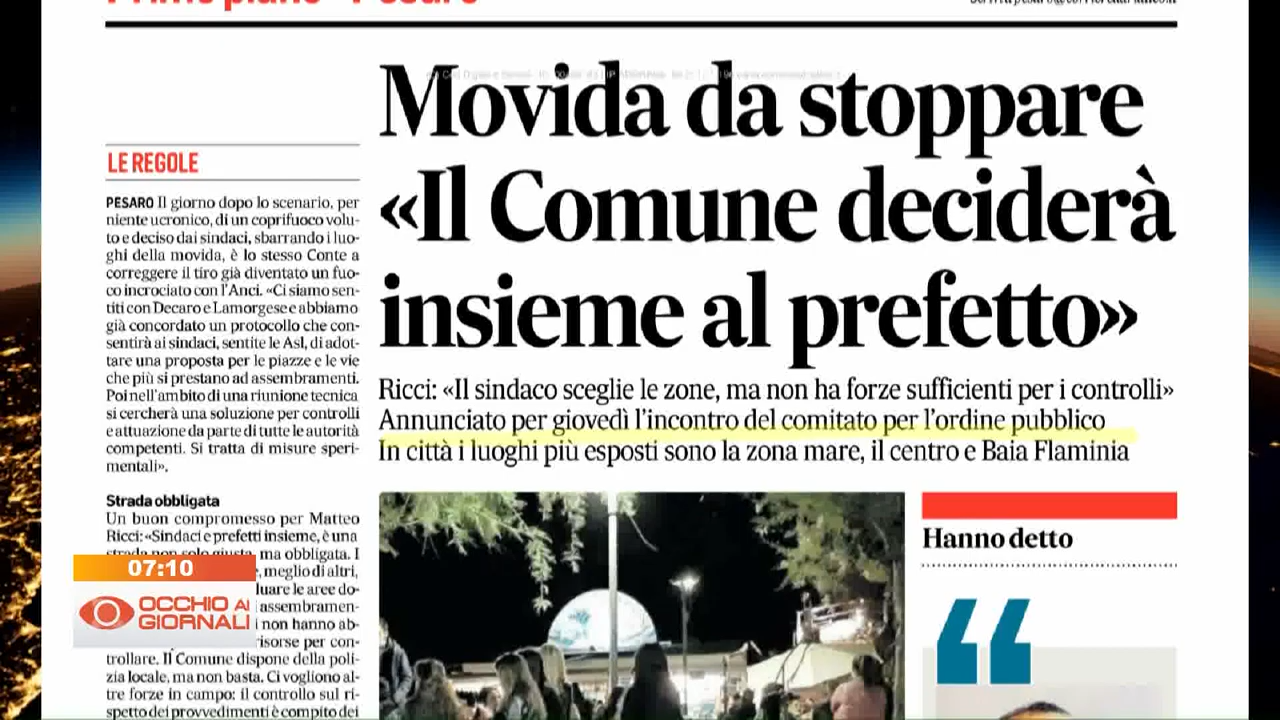 Primo piano Pesaro
Movida da stoppare
«Il Comune deciderà
insieme al prefetto»
Ricci: «Il sindaco sceglie le zone, ma non ha forze sufficienti per i controlli»
Annunciato per giovedì l'incontro del comitato per l'ordine pubblico
In città i luoghi più esposti sono la zona mare, il centro e Baia Flaminia
LE REGOLE
PESARO Il giorno dopo lo scenario, per
niente ucronico, di un coprifuoco volu-
to e deciso dai sindaci, sbarrando i luo-
ghi della movida, è lo stesso Conte a
correggere il tiro già diventato un fuo-
co incrociato con l'Anci. «Ci siamo sen-
titi con Decaro e Lamorgese e abbiamo
già concordato un protocollo che con-
sentirà ai sindaci, sentite le Asl, di adot-
tare una proposta per le piazze e le vie
che più si prestano ad assembramenti.
Poi nell'ambito di una riunione tecnica
si cercherà una soluzione per controlli
e attuazione da parte di tutte le autorità
competenti. Si tratta di misure speri-
mentali».
Strada obbligata
Un buon compromesso per Matteo
Ricci: «Sindaci e prefetti insieme, è una
strada non solo giusta, ma obbligata. I
, meglio di altri,
luare le aree do-
assembramen-
i non hanno ab-
risorse per con-
trollare. Il Comune dispone della poli-
zia locale, ma non basta. Ci vogliono al-
tre forze in campo: il controllo sul ri-
spetto dei provvedimenti è compito dei
Hanno detto
“
07:10
OCCHIO AI
GIORNALI